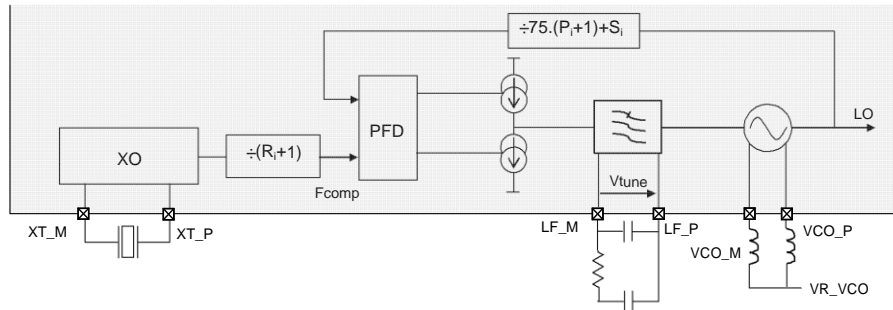 ÷75.(Pi+1)+Si
LO
PFD
XO
÷(Ri+1)
Fcomp
Vtune
XT_M
XT_P
LF_M
LF_P
VCO_M
VCO_P
VR_VCO